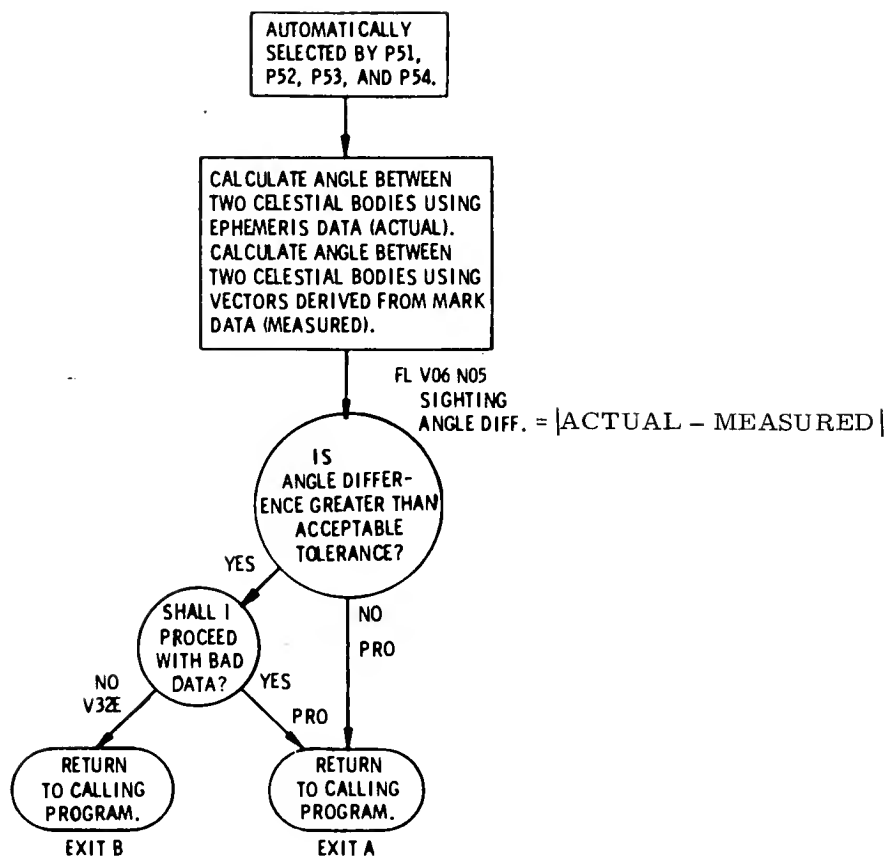 AUTOMATICALLY
SELECTED BY P51,
P52, P53, AND P54.
CALCULATE ANGLE BETWEEN
TWO CELESTIAL BODIES USING
EPHEMERIS DATA (ACTUAL).
CALCULATE ANGLE BETWEEN
TWO CELESTIAL BODIES USING
VECTORS DERIVED FROM MARK
DATA (MEASURED).
FL V06 N05
SIGHTING
ANGLE DIFF. = |ACTUAL – MEASURED|
IS
ANGLE DIFFER-
ENCE GREATER THAN
ACCEPTABLE
TOLERANCE?
YES
NO
PRO
SHALL I
PROCEED
WITH BAD
DATA?
NO
V32E
YES
PRO
RETURN
TO CALLING
PROGRAM.
EXIT B
RETURN
TO CALLING
PROGRAM.
EXIT A